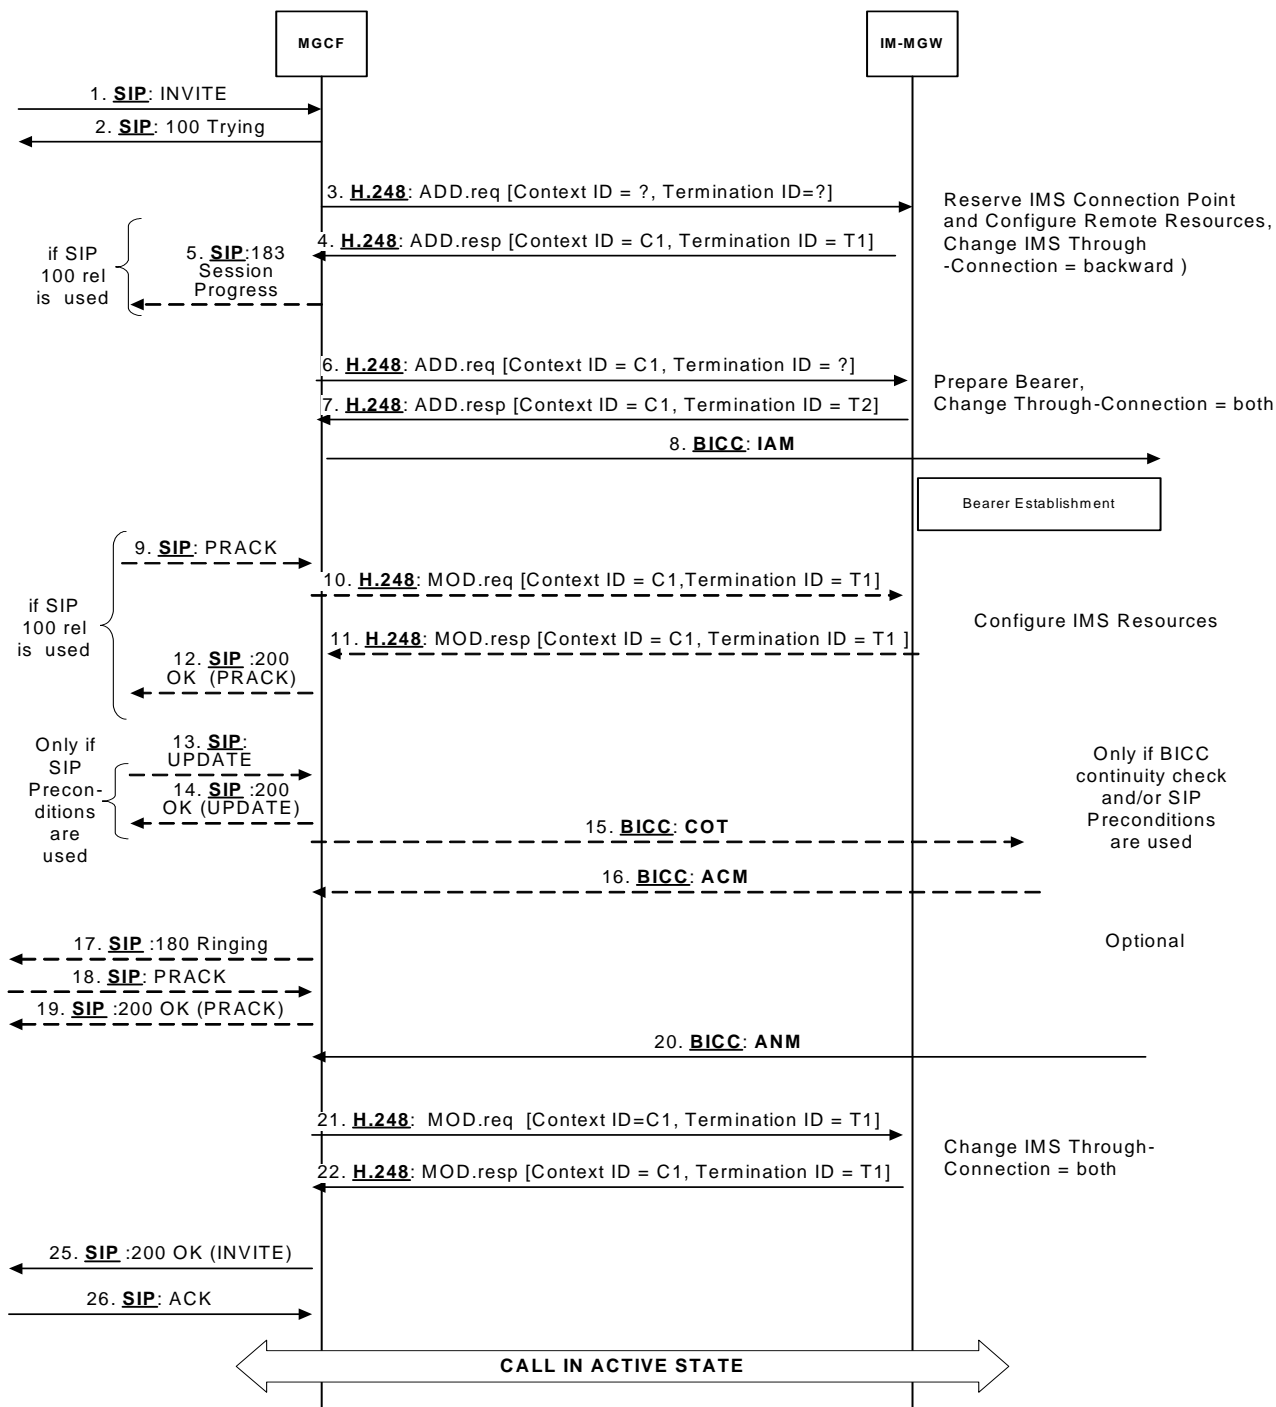 MGCF
IM-MGW
1. SIP: INVITE
2. SIP: 100 Trying
3. H.248: ADD.req [Context ID = ?, Termination ID=?]
Reserve IMS Connection Point
and Configure Remote Resources,
Change IMS Through
-Connection = backward )
4. H.248: ADD.resp [Context ID = C1, Termination ID = T1]
if SIP
100 rel
is used
5. SIP:183
Session
Progress
6. H.248: ADD.req [Context ID = C1, Termination ID = ?]
Prepare Bearer,
Change Through-Connection = both
7. H.248: ADD.resp [Context ID = C1, Termination ID = T2]
8. BICC: IAM
Bearer Establishment
9. SIP: PRACK
10. H.248: MOD.req [Context ID = C1,Termination ID = T1]
if SIP
100 rel
is used
Configure IMS Resources
11. H.248: MOD.resp [Context ID = C1, Termination ID = T1 ]
12. SIP :200
OK (PRACK)
Only if
SIP
Precon-
ditions
are
used
13. SIP:
UPDATE
14. SIP :200
OK (UPDATE)
Only if BICC
continuity check
and/or SIP
Preconditions
are used
15. BICC: COT
16. BICC: ACM
17. SIP :180 Ringing
Optional
18. SIP: PRACK
19. SIP :200 OK (PRACK)
20. BICC: ANM
21. H.248: MOD.req [Context ID=C1, Termination ID = T1]
Change IMS Through-
Connection = both
22. H.248: MOD.resp [Context ID = C1, Termination ID = T1]
25. SIP :200 OK (INVITE)
26. SIP: ACK
CALL IN ACTIVE STATE